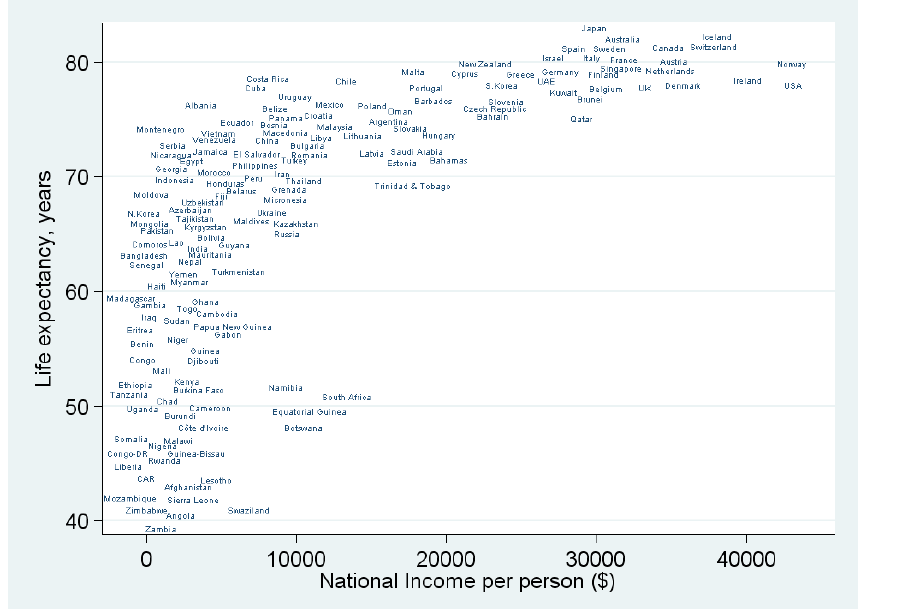 Japan
Iceland
Australia
Spain Sweden Canada Switzerland
Israel Italy France Austria
New Zealand Norway
80
Malta Cyprus Greece Germany Finland Singapore Netherlands
Costa Rica Chile UAE Ireland
Cuba Portugal S.Korea Kuwait Belgium UK Denmark USA
Uruguay Barbados Slovenia Brunei
Albania Belize Mexico Poland Oman Czech Republic
Panama Croatia Bahrain Qatar
Ecuador Bosnia Malaysia Argentina
Montenegro Vietnam Macedonia Slovakia
Venezuela China Libya Lithuania Hungary
Serbia Bulgaria
Nicaragua Jamaica El Salvador Romania Latvia Saudi Arabia
Egypt Turkey Estonia Bahamas
Georgia Morocco Philippines Iran
70
Indonesia Honduras Peru Thailand Trinidad & Tobago
Moldova Fiji Belarus Grenada
Uzbekistan Micronesia
N.Korea Azerbaijan Ukraine
Mongolia Tajikistan Maldives Kazakhstan
Pakistan Kyrgyzstan Russia
Comoros Lao Bolivia Guyana
Bangladesh India Mauritania
Senegal Nepal
Yemen Turkmenistan
Haiti Myanmar
60
Madagascar Ghana
Gambia Togo Cambodia
Iraq Sudan Papua New Guinea
Eritrea Gabon
Benin Niger
Guinea
Congo Djibouti
Mali
Ethiopia Kenya Namibia
Tanzania Burkina Faso South Africa
Chad
50
Uganda Cameroon Equatorial Guinea
Burundi
Côte d'Ivoire Botswana
Somalia Malawi
Nigeria
Congo-DR Guinea-Bissau
Liberia Rwanda
CAR Lesotho
Afghanistan
Mozambique Sierra Leone
Zimbabwe Swaziland
Angola
40
Zambia
Life expectancy, years
0 10000 20000 30000 40000
National Income per person ($)